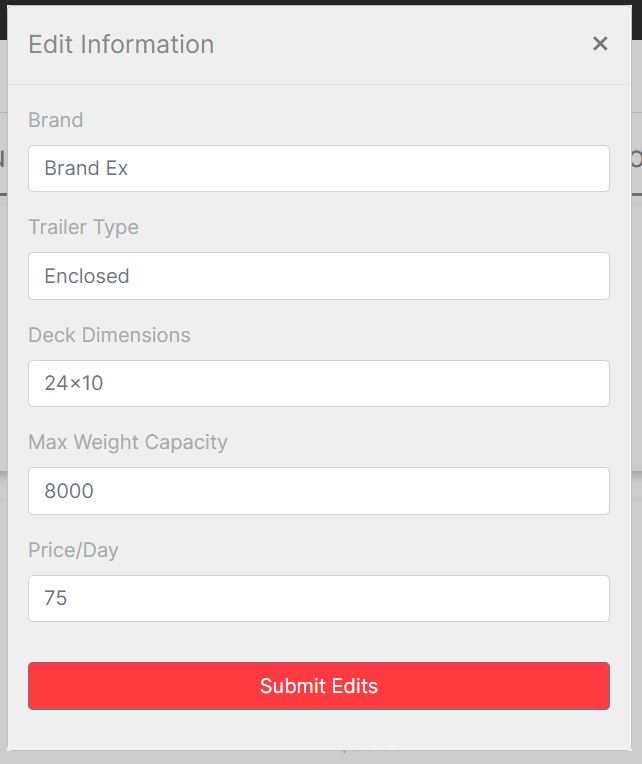 Edit Information ×
Brand
Brand Ex
Trailer Type
Enclosed
Deck Dimensions
24×10
Max Weight Capacity
8000
Price/Day
75
Submit Edits